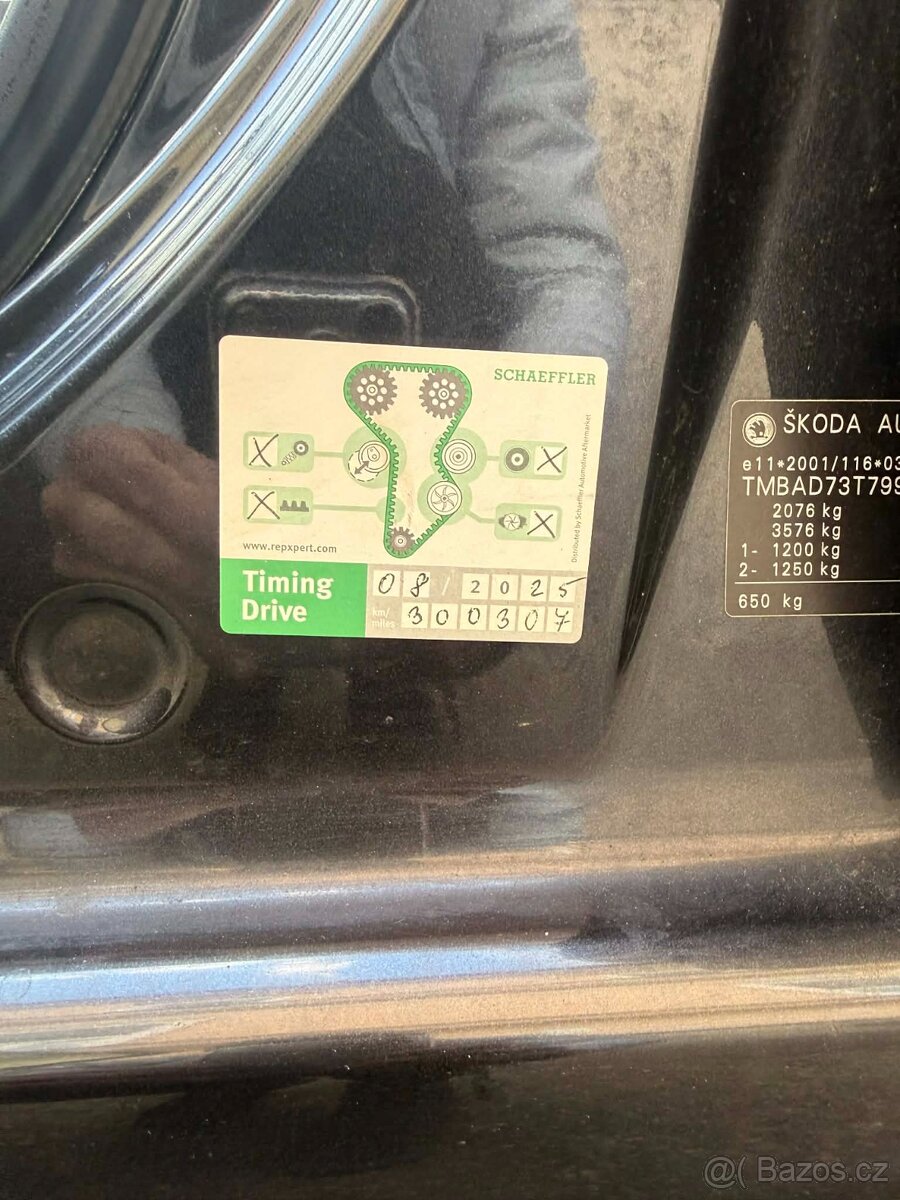 SCHAEFFLER
Distributed by Schaeffler Automotive Aftermarket
www.repxpert.com
Timing
Drive
08/2025
km/
miles
300307
ŠKODA AU
e11*2001/116*03
TMBAD73T799
2076 kg
3576 kg
1- 1200 kg
2- 1250 kg
650 kg
@( Bazos.cz